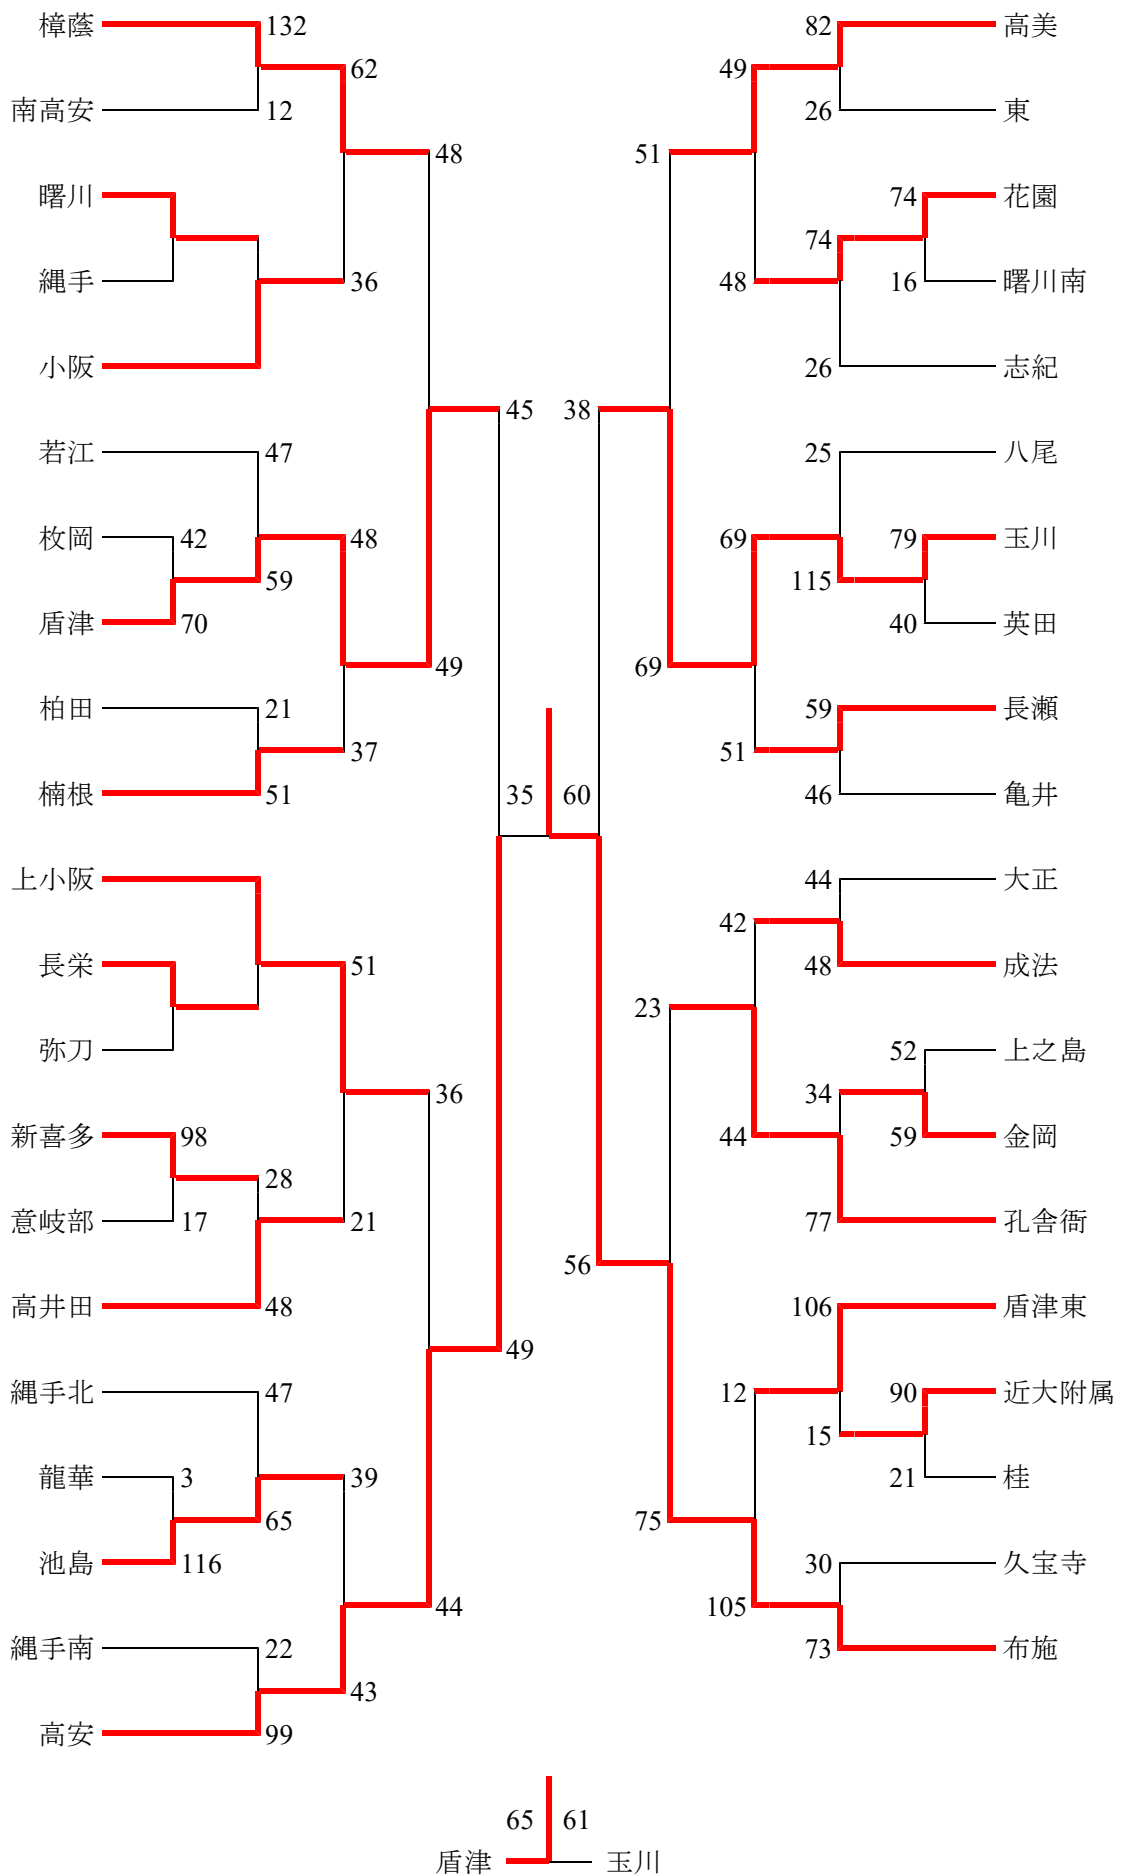 樟蔭 132 82 高美
62 49
南高安 12 26 東
48 51
曙川 74 花園
74
縄手 36 48 16 曙川南
小阪 26 志紀
45 38
若江 47 25 八尾
枚岡 42 48 69 79 玉川
59 115
盾津 70 40 英田
49 69
柏田 21 59 長瀬
37 51
楠根 51 35 60 46 亀井
上小阪 44 大正
42
長栄 51 48 成法
23
弥刀 52 上之島
36 34
新喜多 98 44 59 金岡
28
意岐部 17 21 77 孔舎衙
56
高井田 48 106 盾津東
49
縄手北 47 12 90 近大附属
15
龍華 3 39 21 桂
65 75
池島 116 30 久宝寺
44 105
縄手南 22 73 布施
43
高安 99
65 61
盾津 玉川